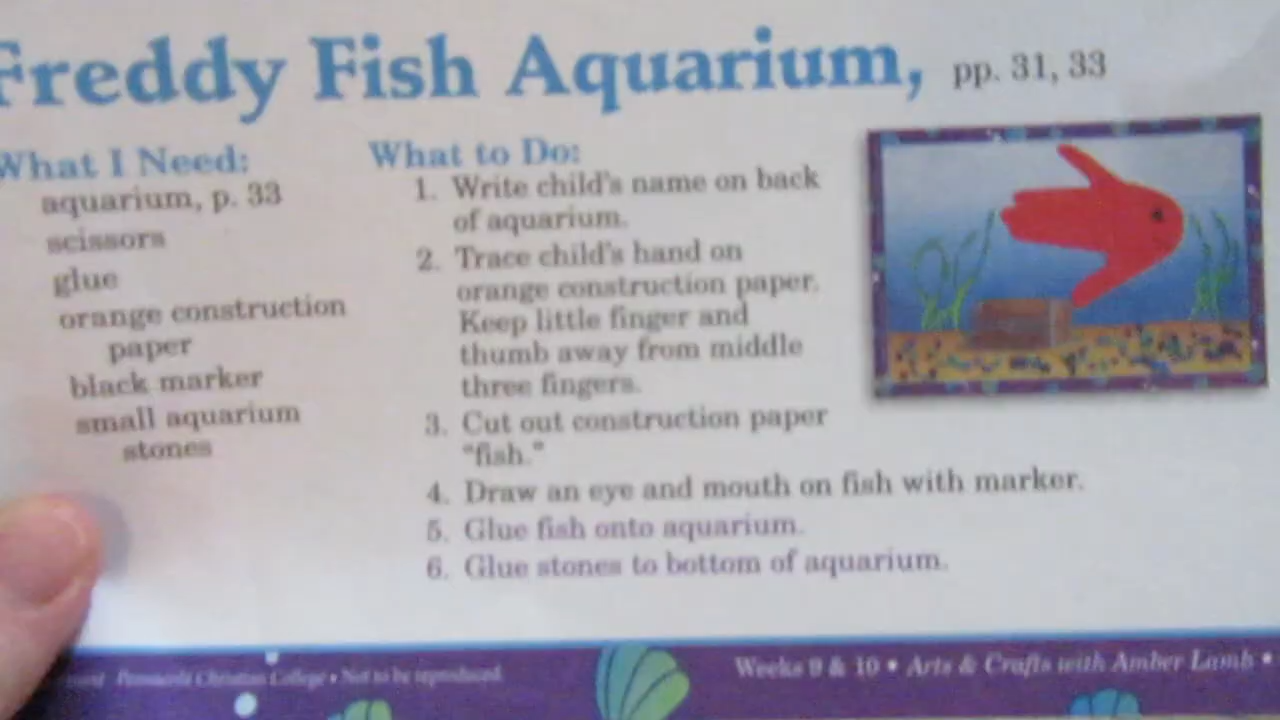 Freddy Fish Aquarium, pp. 31, 33
What I Need:
aquarium, p. 33
scissors
glue
orange construction
paper
black marker
small aquarium
stones
What to Do:
1. Write child's name on back
of aquarium.
2. Trace child's hand on
orange construction paper.
Keep little finger and
thumb away from middle
three fingers.
3. Cut out construction paper
"fish."
4. Draw an eye and mouth on fish with marker.
5. Glue fish onto aquarium.
6. Glue stones to bottom of aquarium.
Pensacola Christian College • Not to be reproduced.
Weeks 9 & 10 • Arts & Crafts with Amber Lamb •